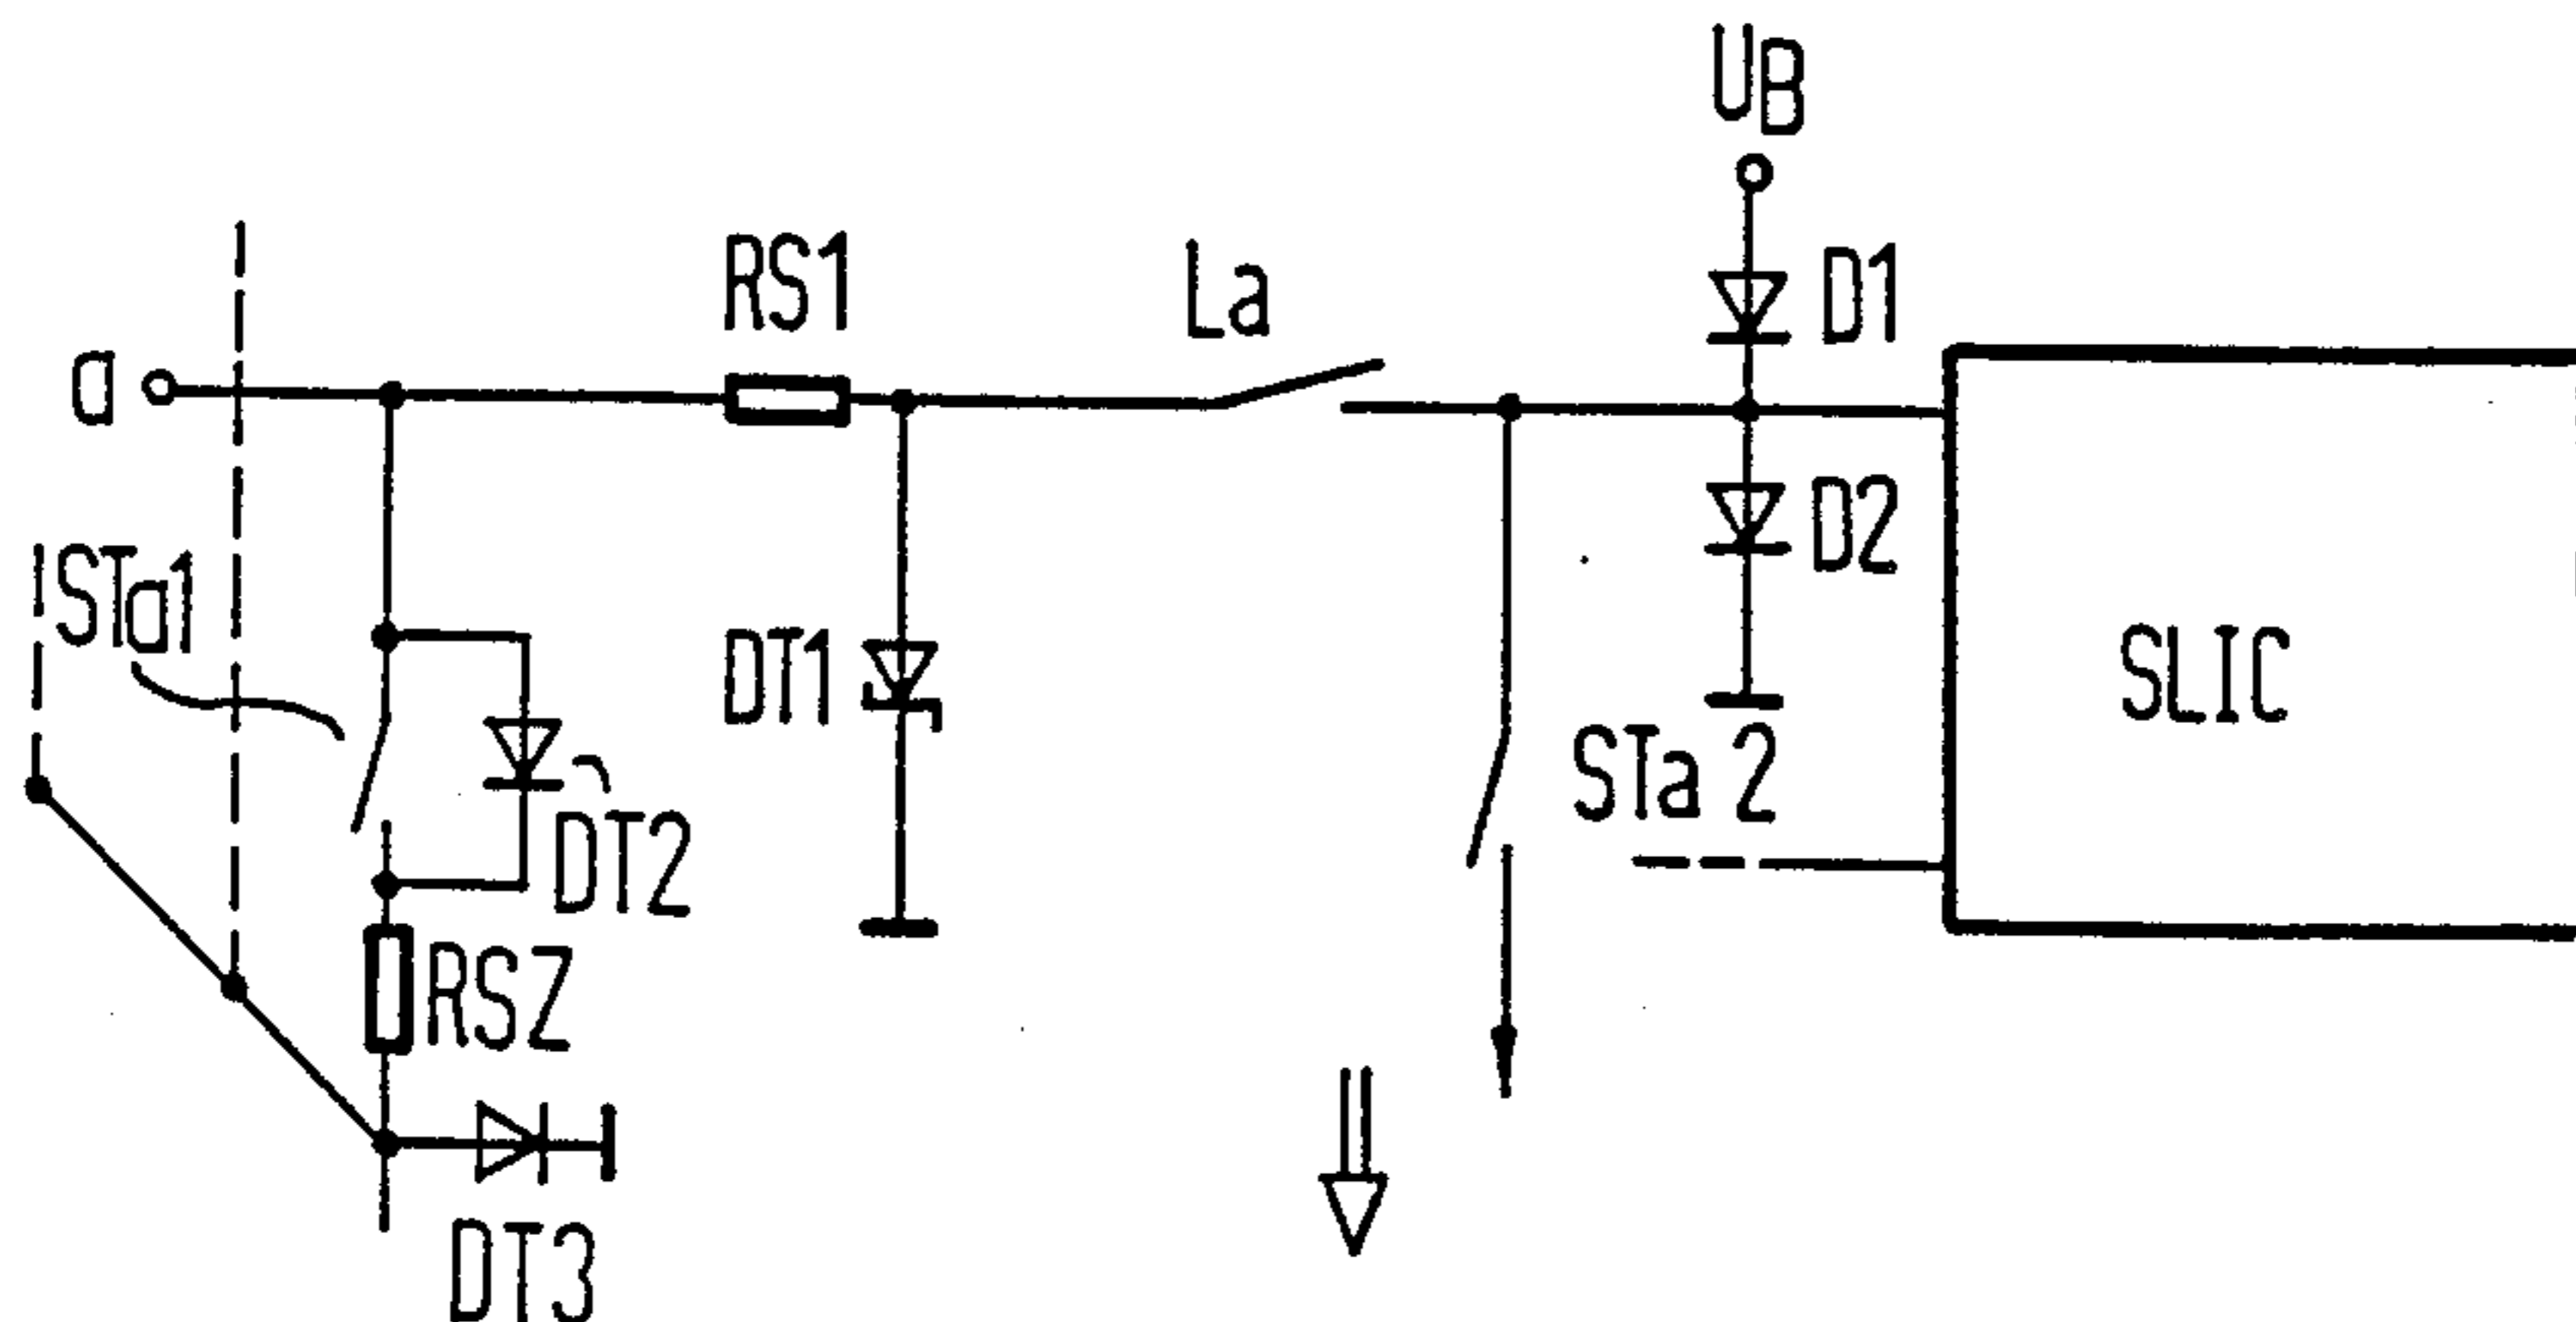 UB
D1
RS1
La
a
D2
STa1
DT1
SLIC
STa 2
DT2
RSZ
DT3